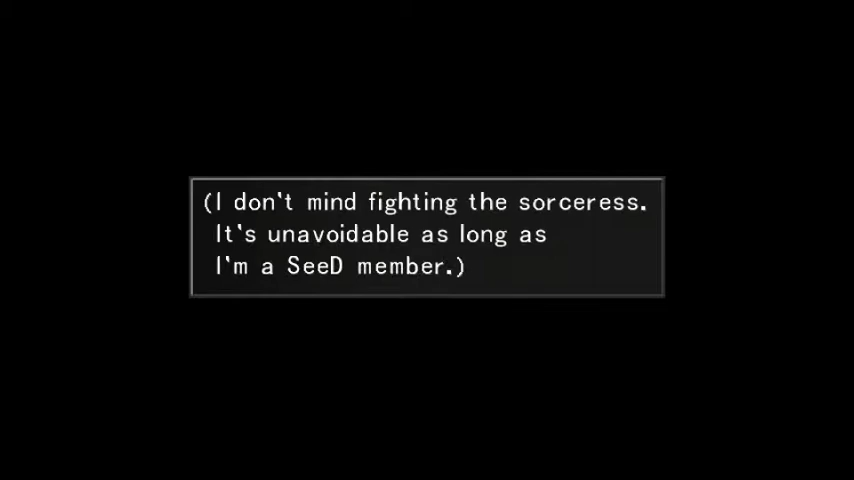 (I don't mind fighting the sorceress.
It's unavoidable as long as
I'm a SeeD member.)